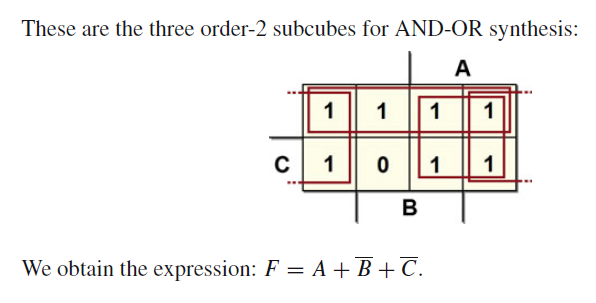 These are the three order-2 subcubes for AND-OR synthesis:
A
1 1 1 1
C 1 0 1 1
B
We obtain the expression: F = A + B̅ + C̅.